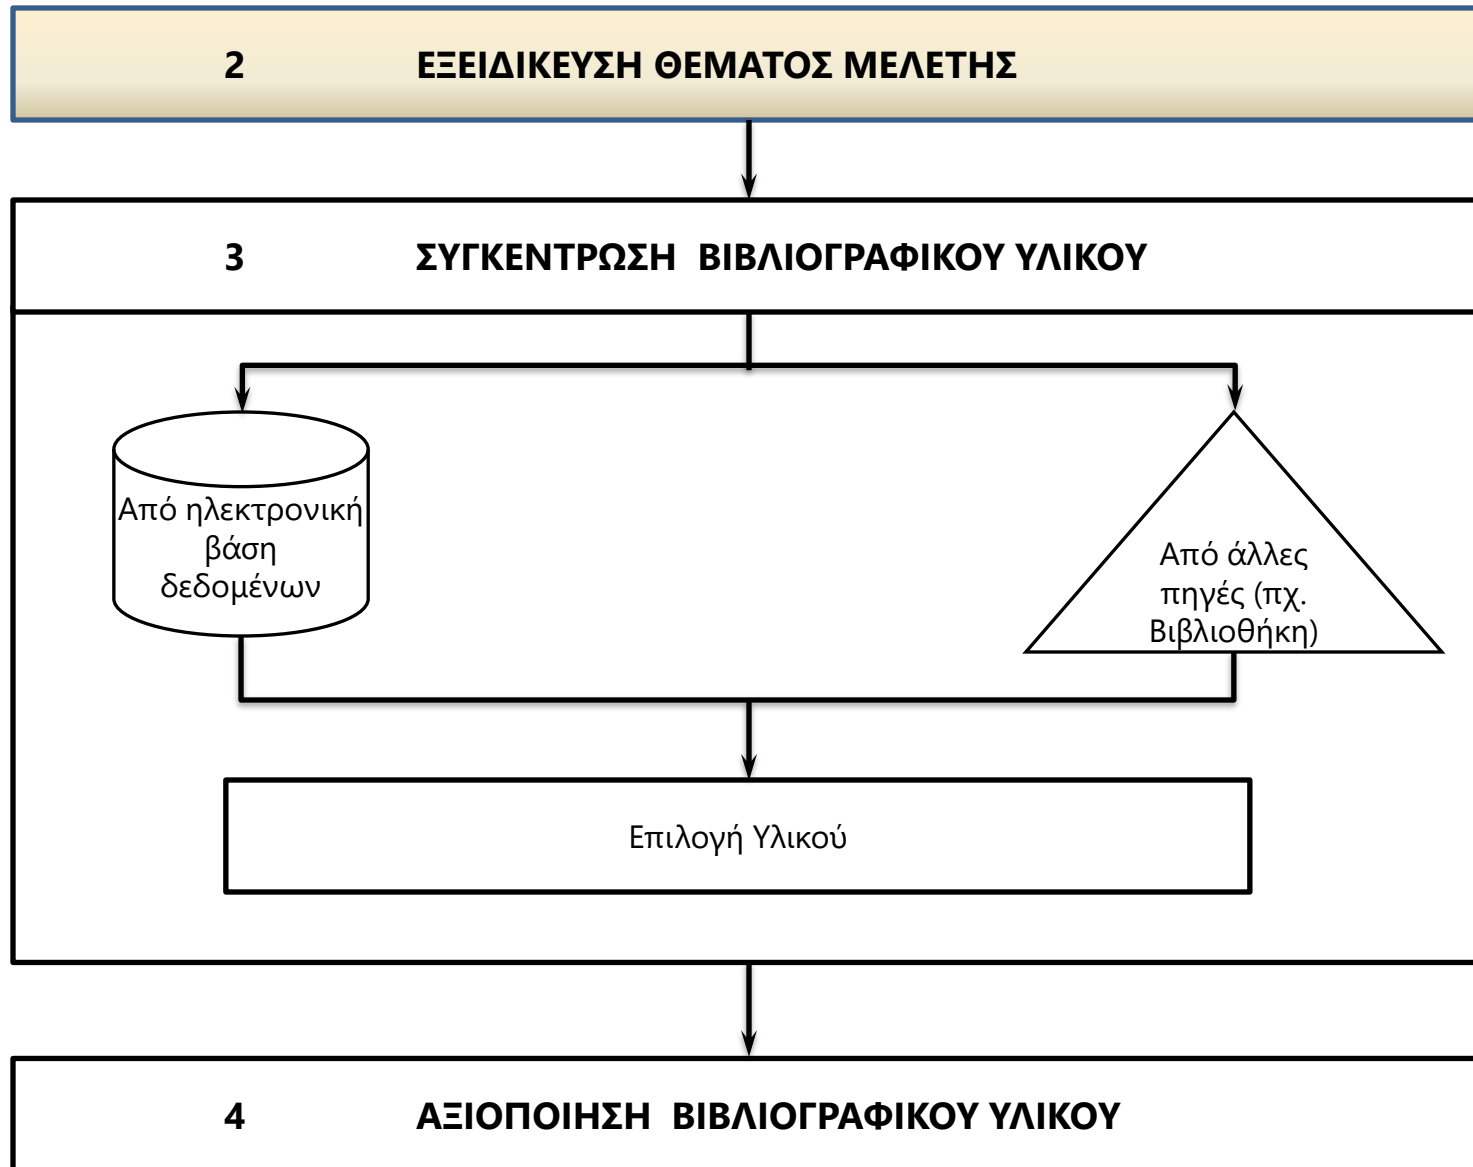 2 ΕΞΕΙΔΙΚΕΥΣΗ ΘΕΜΑΤΟΣ ΜΕΛΕΤΗΣ
3 ΣΥΓΚΕΝΤΡΩΣΗ ΒΙΒΛΙΟΓΡΑΦΙΚΟΥ ΥΛΙΚΟΥ
Από ηλεκτρονική
βάση
δεδομένων
Από άλλες
πηγές (πχ.
Βιβλιοθήκη)
Επιλογή Υλικού
4 ΑΞΙΟΠΟΙΗΣΗ ΒΙΒΛΙΟΓΡΑΦΙΚΟΥ ΥΛΙΚΟΥ